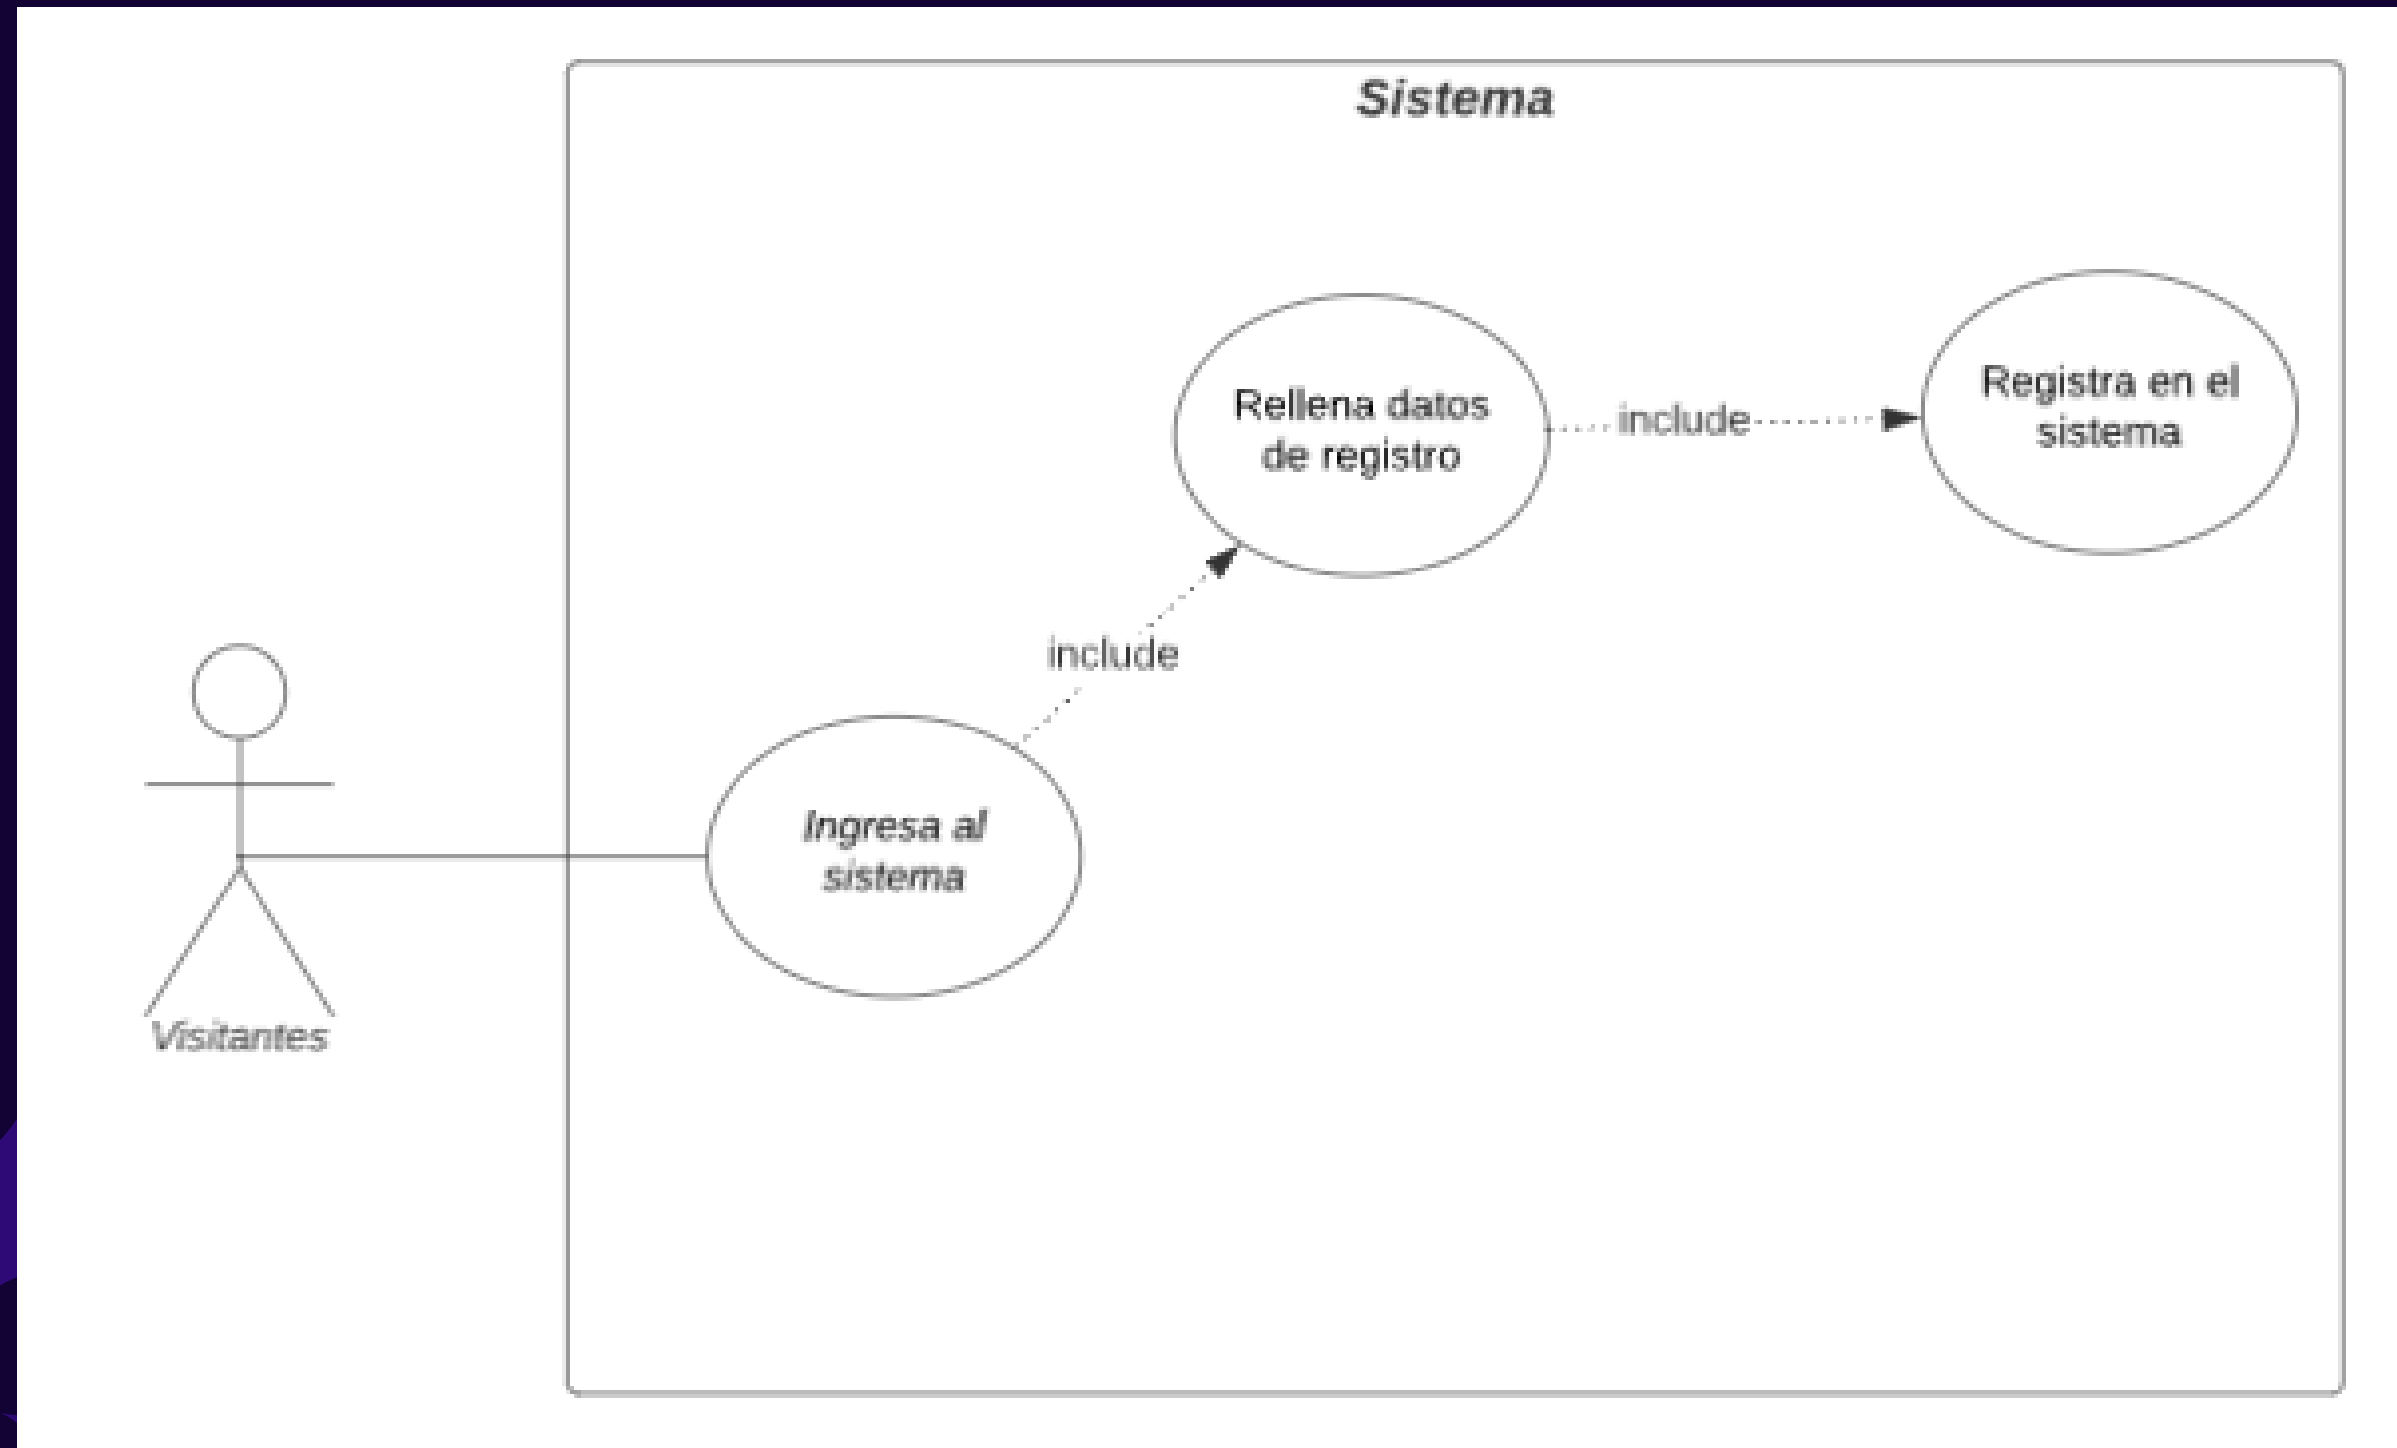 Sistema
Rellena datos
de registro
include
Registra en el
sistema
include
Ingresa al
sistema
Visitantes